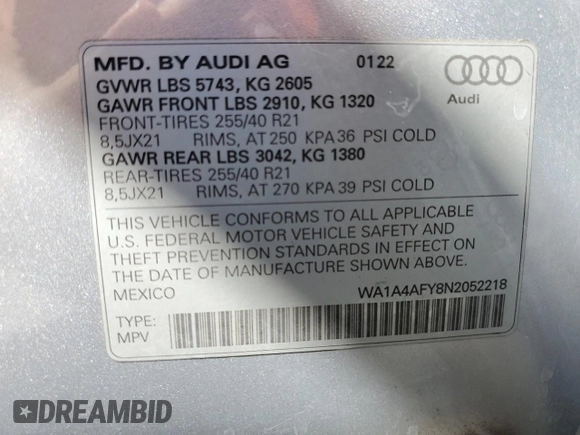 MFD. BY AUDI AG 0122
GVWR LBS 5743, KG 2605
GAWR FRONT LBS 2910, KG 1320
FRONT-TIRES 255/40 R21
8,5JX21 RIMS, AT 250 KPA 36 PSI COLD
GAWR REAR LBS 3042, KG 1380
REAR-TIRES 255/40 R21
8,5JX21 RIMS, AT 270 KPA 39 PSI COLD
Audi
THIS VEHICLE CONFORMS TO ALL APPLICABLE
U.S. FEDERAL MOTOR VEHICLE SAFETY AND
THEFT PREVENTION STANDARDS IN EFFECT ON
THE DATE OF MANUFACTURE SHOWN ABOVE.
MEXICO WA1A4AFY8N2052218
TYPE:
MPV
DREAMBID